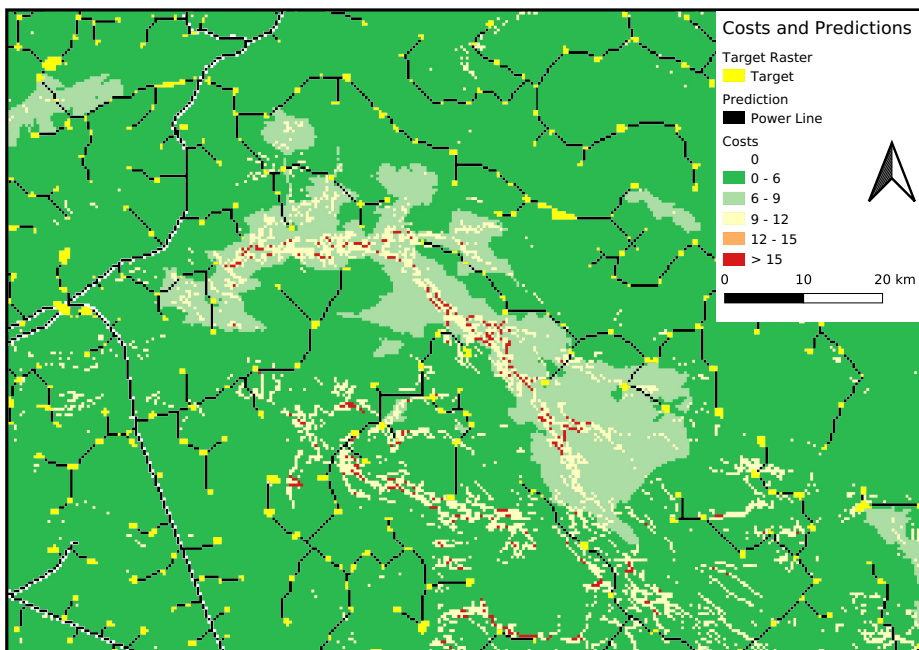 Costs and Predictions
Target Raster
Target
Prediction
Power Line
Costs
0
0 - 6
6 - 9
9 - 12
12 - 15
> 15
0 10 20 km